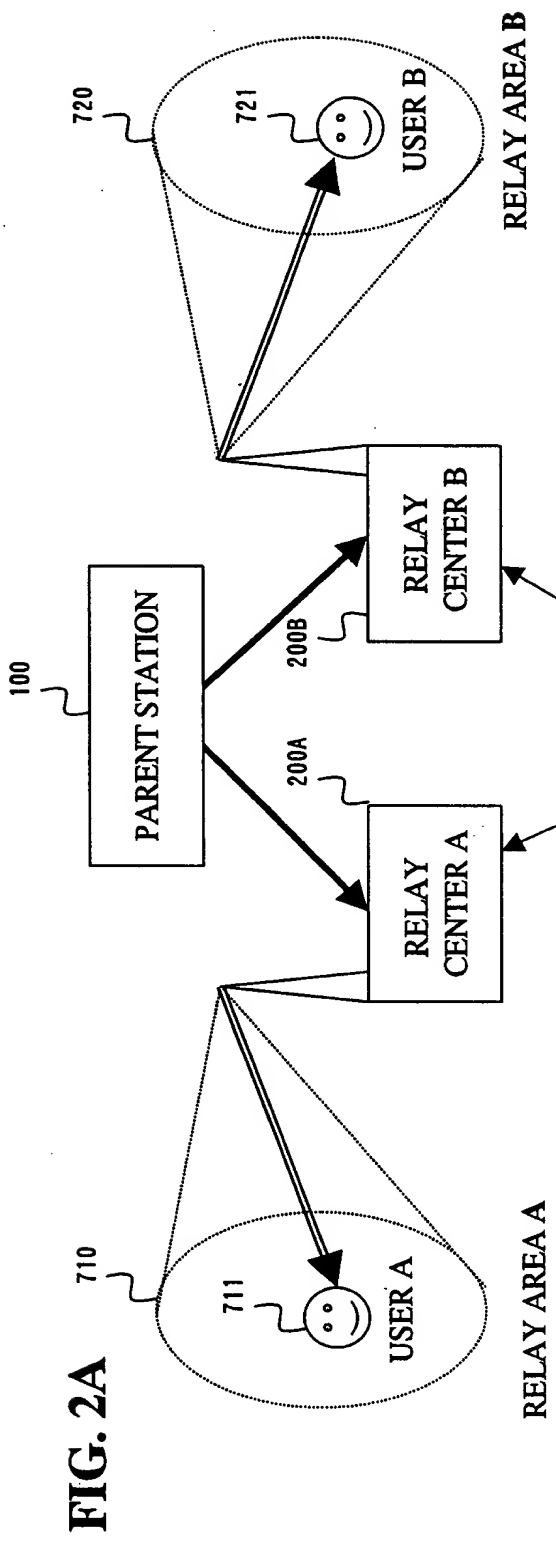 FIG. 2A
100
PARENT STATION
710
711
USER A
RELAY AREA A
200A
RELAY
CENTER A
200B
RELAY
CENTER B
720
721
USER B
RELAY AREA B